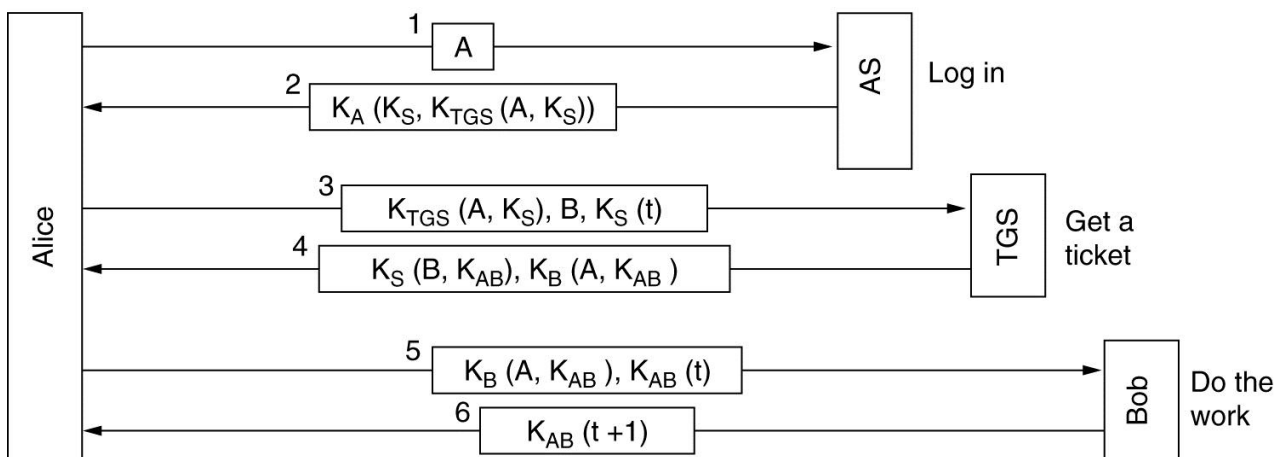 Alice
1
A
AS
Log in
2
K_A (K_S, K_TGS (A, K_S))
3
K_TGS (A, K_S), B, K_S (t)
TGS
Get a
ticket
4
K_S (B, K_AB), K_B (A, K_AB )
5
K_B (A, K_AB ), K_AB (t)
Bob
Do the
work
6
K_AB (t +1)